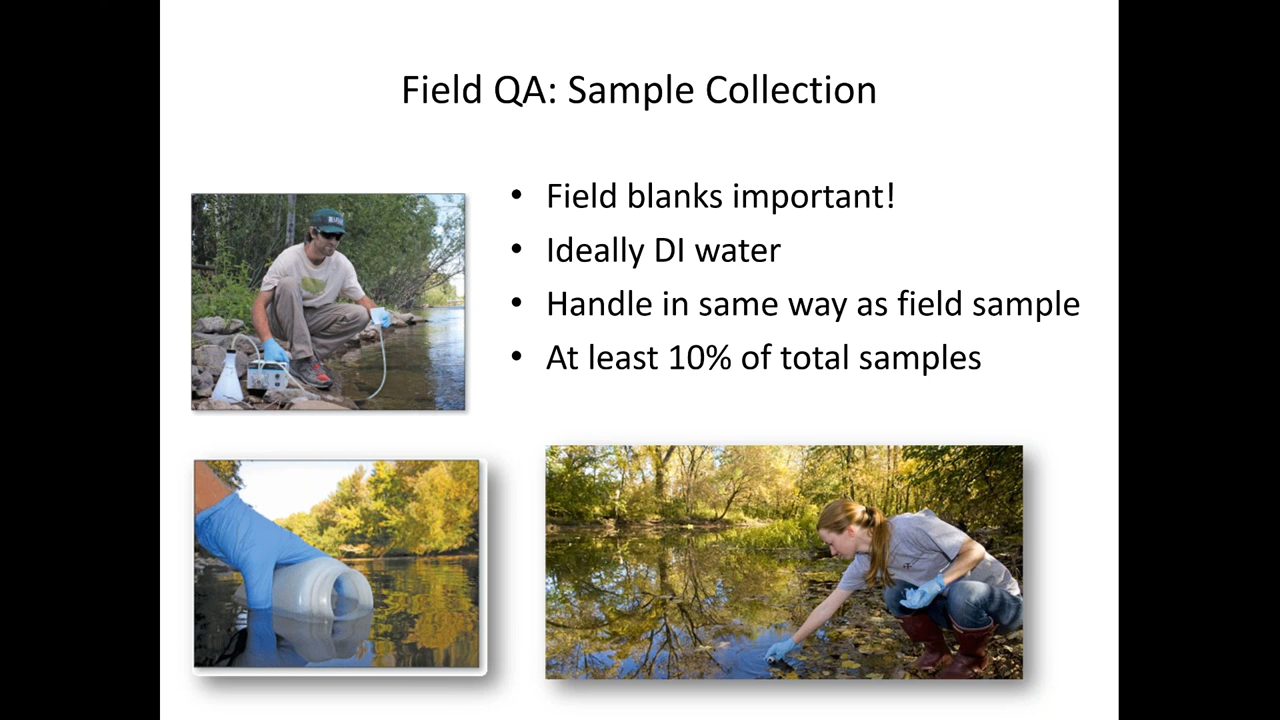 Field QA: Sample Collection
• Field blanks important!
• Ideally DI water
• Handle in same way as field sample
• At least 10% of total samples